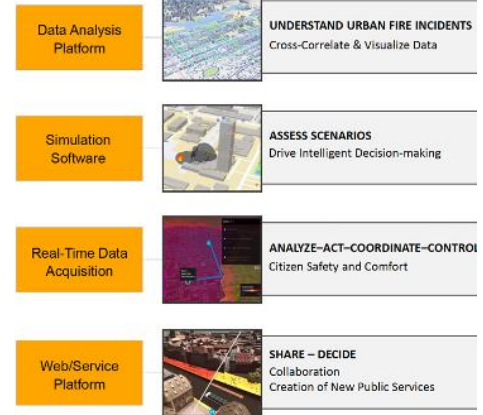 Data Analysis
Platform
UNDERSTAND URBAN FIRE INCIDENTS
Cross-Correlate & Visualize Data
Simulation
Software
ASSESS SCENARIOS
Drive Intelligent Decision-making
Real-Time Data
Acquisition
ANALYZE–ACT–COORDINATE–CONTROL
Citizen Safety and Comfort
Web/Service
Platform
SHARE – DECIDE
Collaboration
Creation of New Public Services